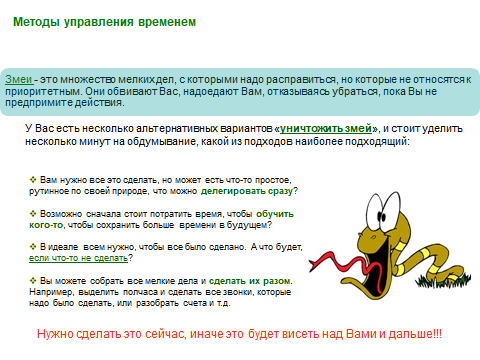 Методы управления временем
Змеи - это множество мелких дел, с которыми надо расправиться, но которые не относятся к
приоритетным. Они обвивают Вас, надоедают Вам, отказываясь убраться, пока Вы не
предпримите действия.
У Вас есть несколько альтернативных вариантов «уничтожить змей», и стоит уделить
несколько минут на обдумывание, какой из подходов наиболее подходящий:
❖ Вам нужно все это сделать, но может есть что-то простое,
рутинное по своей природе, что можно делегировать сразу?
❖ Возможно сначала стоит потратить время, чтобы обучить
кого-то, чтобы сохранить больше времени в будущем?
❖ В идеале всем нужно, чтобы все было сделано. А что будет,
если что-то не сделать?
❖ Вы можете собрать все мелкие дела и сделать их разом.
Например, выделить полчаса и сделать все звонки, которые
надо было сделать, или разобрать счета и т.д.
Нужно сделать это сейчас, иначе это будет висеть над Вами и дальше!!!